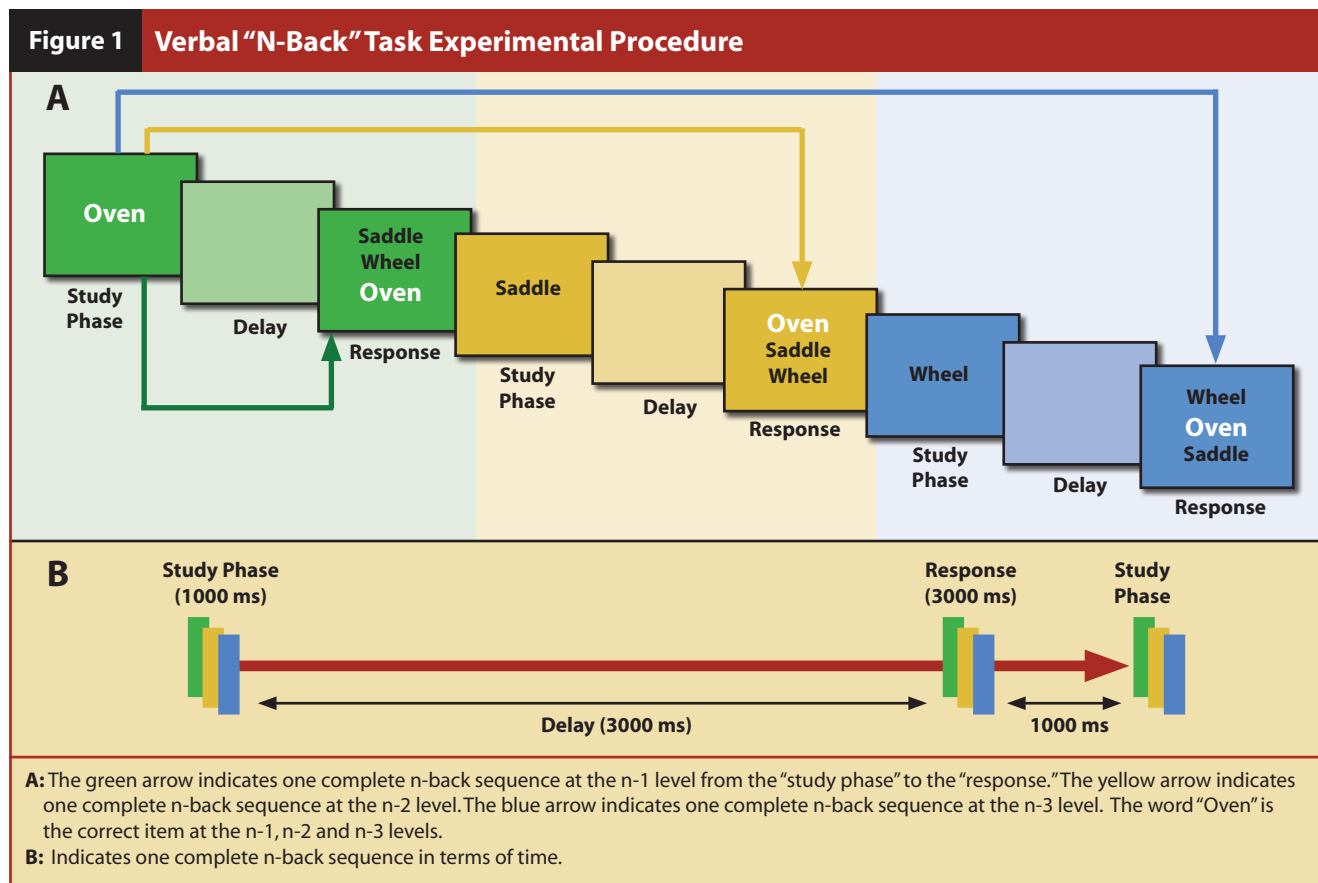 Figure 1
Verbal “N-Back” Task Experimental Procedure
A
Oven
Study
Phase
Delay
Saddle
Wheel
Oven
Response
Saddle
Study
Phase
Delay
Oven
Saddle
Wheel
Response
Wheel
Study
Phase
Delay
Wheel
Oven
Saddle
Response
B
Study Phase
(1000 ms)
Delay (3000 ms)
Response
(3000 ms)
1000 ms
Study
Phase
A: The green arrow indicates one complete n-back sequence at the n-1 level from the “study phase” to the “response.” The yellow arrow indicates
one complete n-back sequence at the n-2 level. The blue arrow indicates one complete n-back sequence at the n-3 level. The word “Oven” is
the correct item at the n-1, n-2 and n-3 levels.
B: Indicates one complete n-back sequence in terms of time.